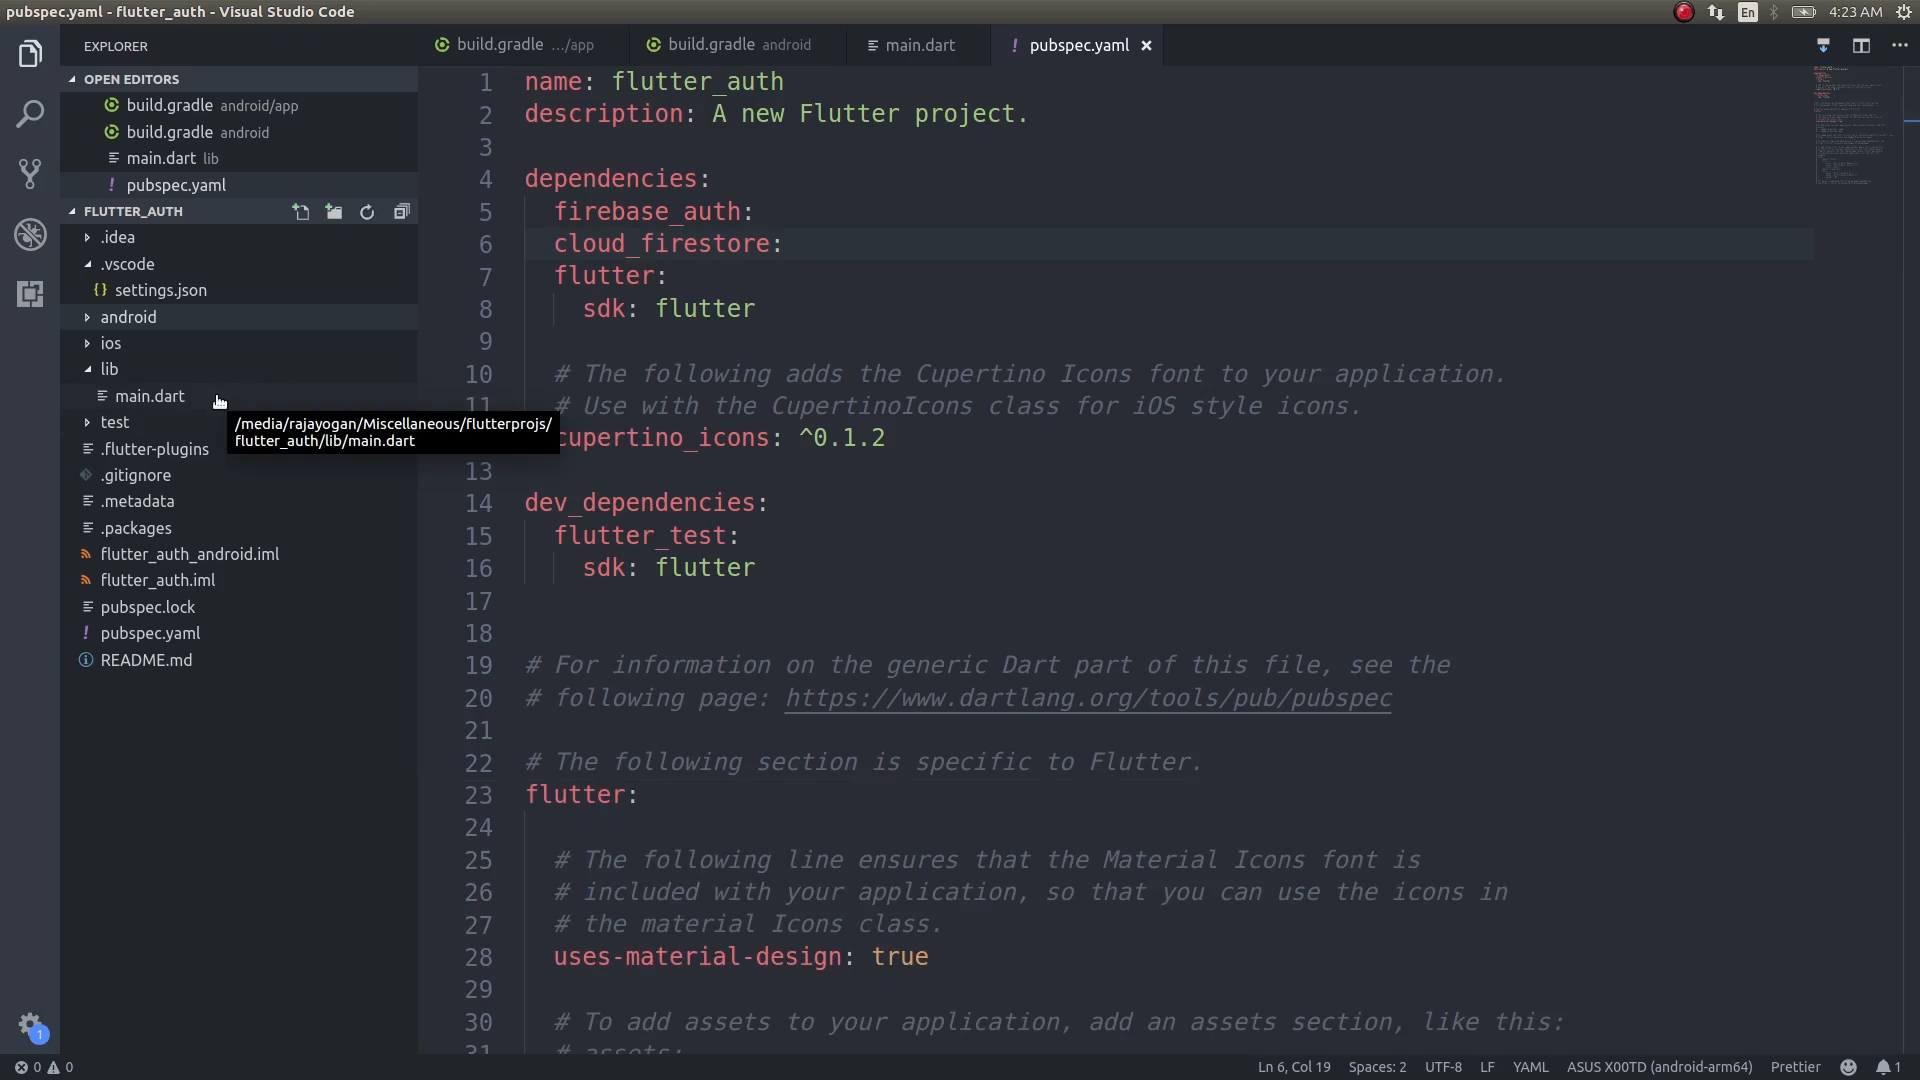 pubspec.yaml - flutter_auth - Visual Studio Code
En
4:23 AM
EXPLORER
OPEN EDITORS
build.gradle android/app
build.gradle android
main.dart lib
! pubspec.yaml
FLUTTER_AUTH
.idea
.vscode
{} settings.json
android
ios
lib
main.dart
test
.flutter-plugins
.gitignore
.metadata
.packages
flutter_auth_android.iml
flutter_auth.iml
pubspec.lock
! pubspec.yaml
README.md
/media/rajayogan/Miscellaneous/flutterprojs/
flutter_auth/lib/main.dart
1
build.gradle .../app
build.gradle android
main.dart
! pubspec.yaml ×
1 name: flutter_auth
2 description: A new Flutter project.
3
4 dependencies:
5 firebase_auth:
6 cloud_firestore:
7 flutter:
8 sdk: flutter
9
10 # The following adds the Cupertino Icons font to your application.
11 # Use with the CupertinoIcons class for iOS style icons.
cupertino_icons: ^0.1.2
13
14 dev_dependencies:
15 flutter_test:
16 sdk: flutter
17
18
19 # For information on the generic Dart part of this file, see the
20 # following page: https://www.dartlang.org/tools/pub/pubspec
21
22 # The following section is specific to Flutter.
23 flutter:
24
25 # The following line ensures that the Material Icons font is
26 # included with your application, so that you can use the icons in
27 # the material Icons class.
28 uses-material-design: true
29
30 # To add assets to your application, add an assets section, like this:
31 # assets:
0 0
Ln 6, Col 19
Spaces: 2
UTF-8
LF
YAML
ASUS X00TD (android-arm64)
Prettier
1